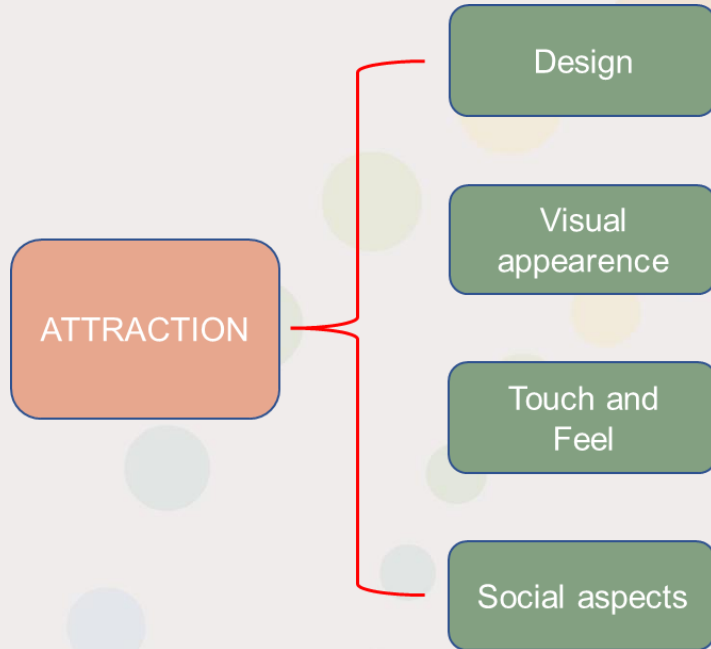 Design
Visual
appearence
ATTRACTION
Touch and
Feel
Social aspects